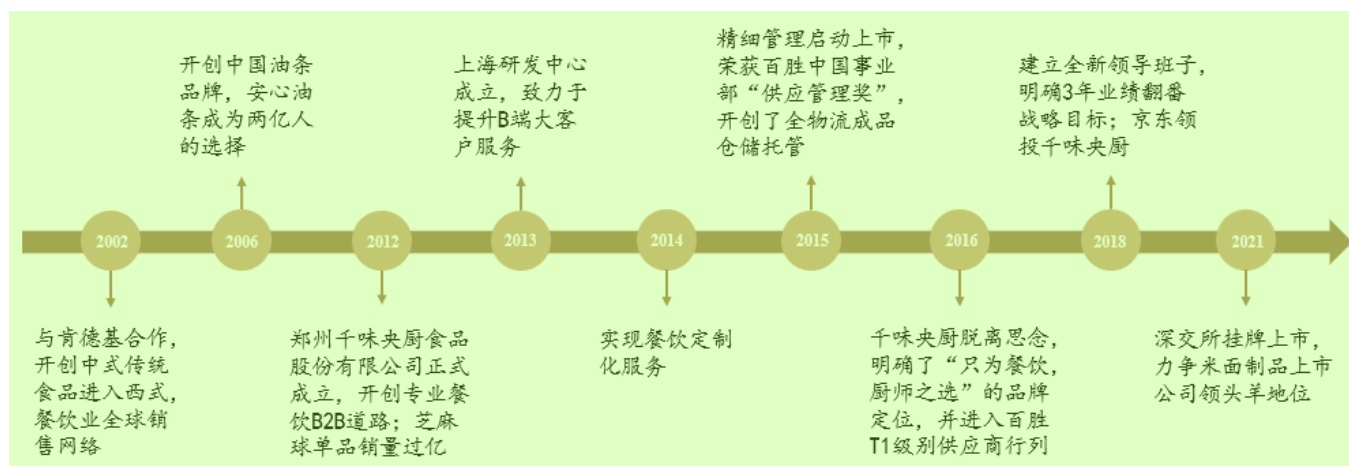 开创中国油条
品牌，安心油
条成为两亿人
的选择
上海研发中心
成立，致力于
提升B端大客
户服务
精细管理启动上市，
荣获百胜中国事业
部“供应管理奖”，
开创了全物流成品
仓储托管
建立全新领导班子，
明确3年业绩翻番
战略目标；京东领
投千味央厨
2002
2006
2012
2013
2014
2015
2016
2018
2021
与肯德基合作，
开创中式传统
食品进入西式，
餐饮业全球销
售网络
郑州千味央厨食品
股份有限公司正式
成立，开创专业餐
饮B2B道路；芝麻
球单品销量过亿
实现餐饮定制
化服务
千味央厨脱离思念，
明确了“只为餐饮，
厨师之选”的品牌
定位，并进入百胜
T1级别供应商行列
深交所挂牌上市，
力争米面制品上市
公司领头羊地位